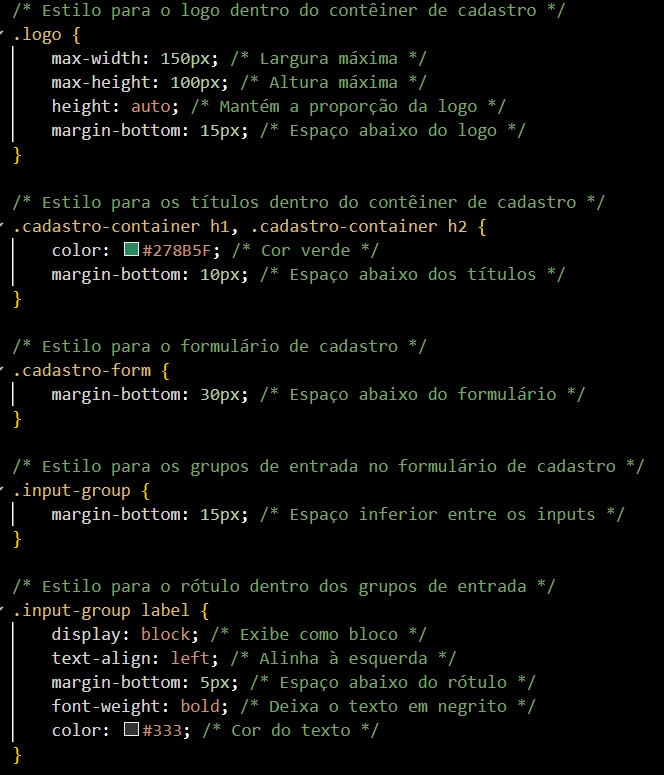 /* Estilo para o logo dentro do contêiner de cadastro */
.logo {
    max-width: 150px; /* Largura máxima */
    max-height: 100px; /* Altura máxima */
    height: auto; /* Mantém a proporção da logo */
    margin-bottom: 15px; /* Espaço abaixo do logo */
}

/* Estilo para os títulos dentro do contêiner de cadastro */
.cadastro-container h1, .cadastro-container h2 {
    color: #278B5F; /* Cor verde */
    margin-bottom: 10px; /* Espaço abaixo dos títulos */
}

/* Estilo para o formulário de cadastro */
.cadastro-form {
    margin-bottom: 30px; /* Espaço abaixo do formulário */
}

/* Estilo para os grupos de entrada no formulário de cadastro */
.input-group {
    margin-bottom: 15px; /* Espaço inferior entre os inputs */
}

/* Estilo para o rótulo dentro dos grupos de entrada */
.input-group label {
    display: block; /* Exibe como bloco */
    text-align: left; /* Alinha à esquerda */
    margin-bottom: 5px; /* Espaço abaixo do rótulo */
    font-weight: bold; /* Deixa o texto em negrito */
    color: #333; /* Cor do texto */
}